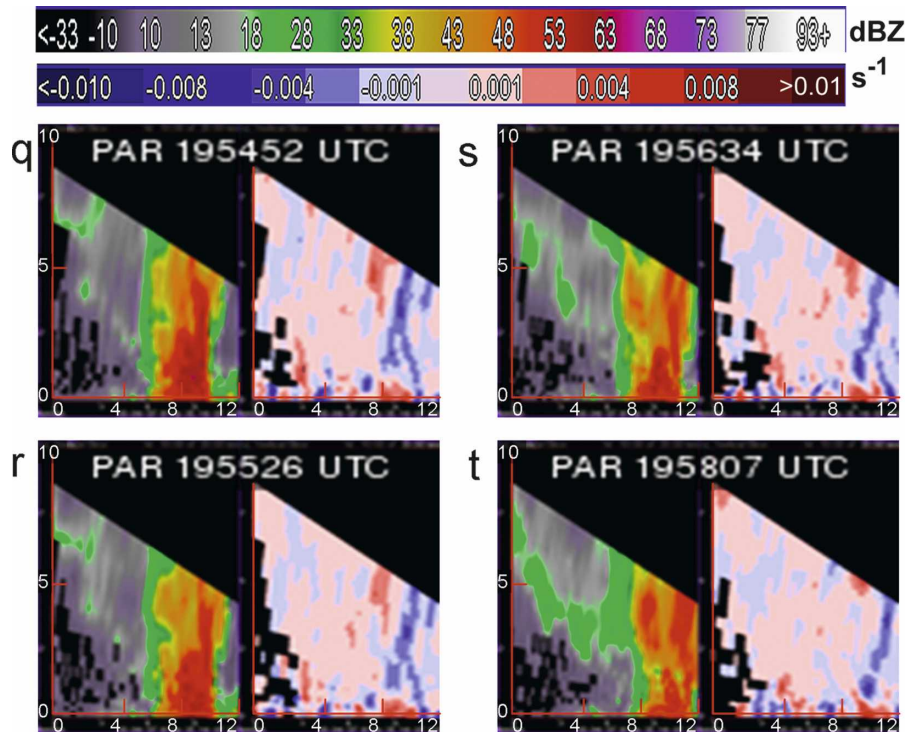 <-33 -10 10 13 18 28 33 38 43 48 53 63 68 73 77 93+ dBZ
<-0.010 -0.008 -0.004 -0.001 0.001 0.004 0.008 >0.01 s⁻¹
q
10
PAR 195452 UTC
5
0
0 4 8 12 0 4 8 12
s
10
PAR 195634 UTC
5
0
0 4 8 12 0 4 8 12
r
10
PAR 195526 UTC
5
0
0 4 8 12 0 4 8 12
t
10
PAR 195807 UTC
5
0
0 4 8 12 0 4 8 12